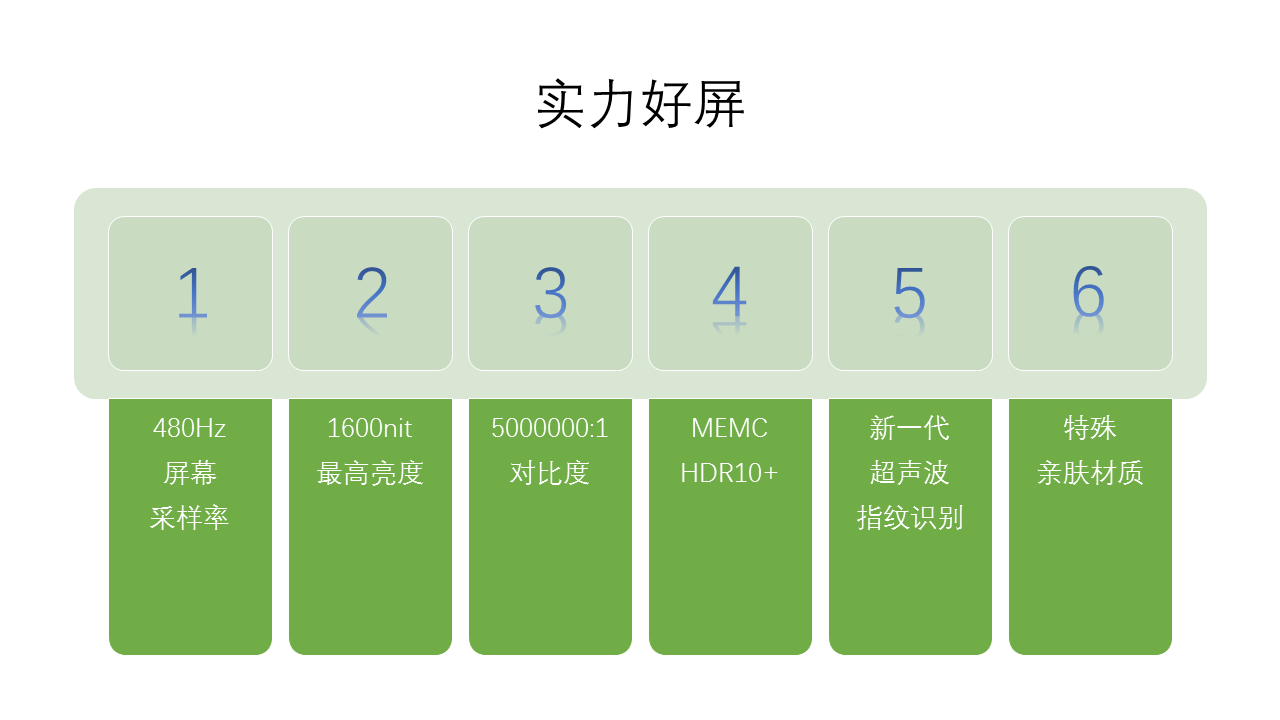 实力好屏
1
2
3
4
5
6
480Hz
屏幕
采样率
1600nit
最高亮度
5000000:1
对比度
MEMC
HDR10+
新一代
超声波
指纹识别
特殊
亲肤材质